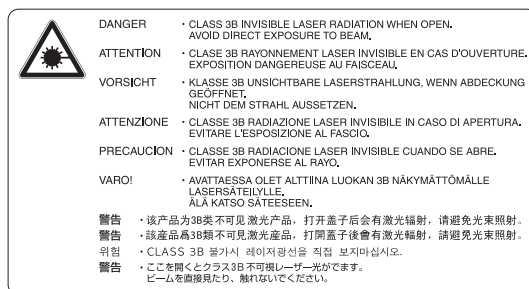 DANGER · CLASS 3B INVISIBLE LASER RADIATION WHEN OPEN.
AVOID DIRECT EXPOSURE TO BEAM.
ATTENTION · CLASE 3B RAYONNEMENT LASER INVISIBLE EN CAS D'OUVERTURE.
EXPOSITION DANGEREUSE AU FAISCEAU.
VORSICHT · KLASSE 3B UNSICHTBARE LASERSTRAHLUNG, WENN ABDECKUNG
GEÖFFNET.
NICHT DEM STRAHL AUSSETZEN.
ATTENZIONE · CLASSE 3B RADIAZIONE LASER INVISIBLE IN CASO DI APERTURA.
EVITARE L'ESPOSIZIONE AL FASCIO.
PRECAUCION · CLASSE 3B RADIACIONE LASER INVISIBLE CUANDO SE ABRE.
EVITAR EXPONERSE AL RAYO.
VARO! · AVATTAESSA OLET ALTTIINA LUOKAN 3B NÄKYMÄTTÖMÄLLE
LASERSÄTEILYLLE.
ÄLÄ KATSO SÄTEESEEN.
警告 · 该产品为3B类不可见激光产品，打开盖子后会有激光辐射，请避免光束照射。
警告 · 該産品爲3B類不可見激光産品，打開蓋子後會有激光輻射，請避免光束照射。
위험 · CLASS 3B 불가시 레이저광선을 직접 보지마십시오.
警告 · ここを開くとクラス3B 不可視レーザー光がでます。
ビームを直接見たり、触れないでください。